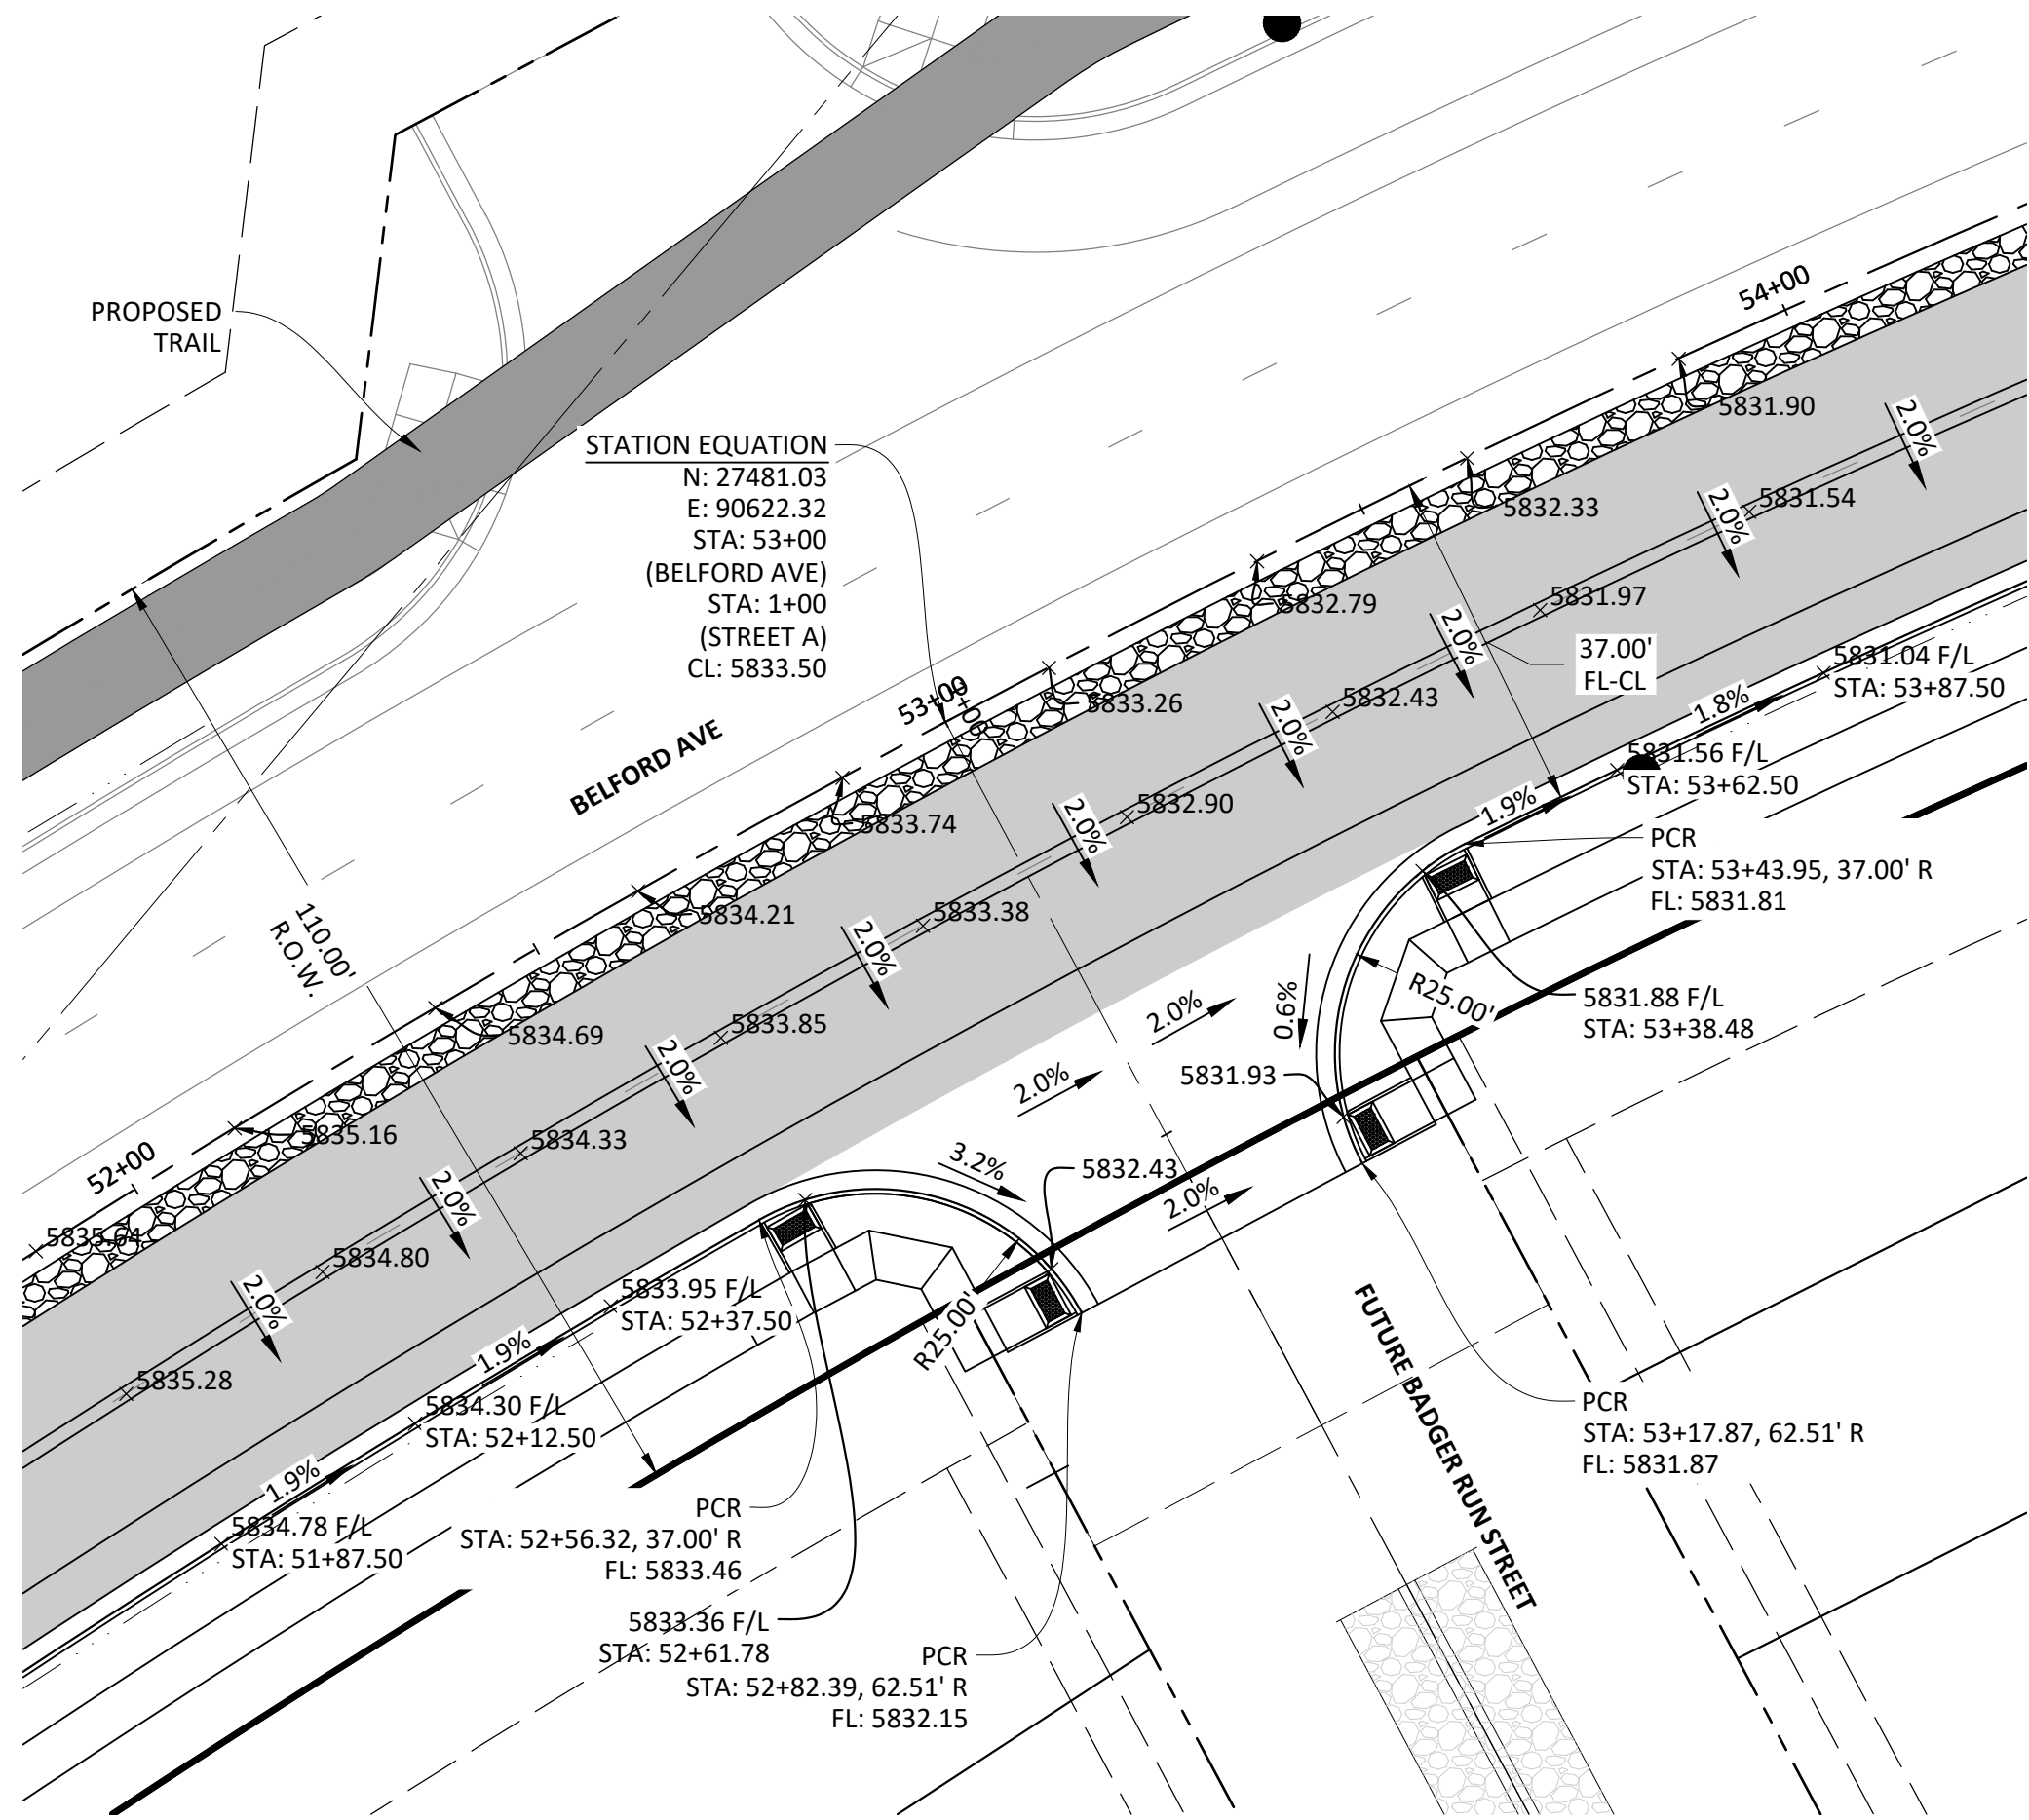 PROPOSED
TRAIL
STATION EQUATION
N: 27481.03
E: 90622.32
STA: 53+00
(BELFORD AVE)
STA: 1+00
(STREET A)
CL: 5833.50
54+00
5831.90
2.0%
5832.33
2.0%
5831.54
5832.79
5831.97
2.0%
37.00'
FL-CL
5831.04 F/L
STA: 53+87.50
1.8%
53+00
1+00
5833.26
5832.43
2.0%
5831.56 F/L
STA: 53+62.50
1.9%
BELFORD AVE
5833.74
5832.90
2.0%
PCR
STA: 53+43.95, 37.00' R
FL: 5831.81
110.00'
R.O.W.
5834.21
5833.38
2.0%
5831.88 F/L
STA: 53+38.48
R25.00'
0.6%
2.0%
5834.69
5833.85
2.0%
2.0%
5831.93
52+00
5835.16
5834.33
2.0%
3.2%
5832.43
2.0%
5835.64
5834.80
2.0%
5833.95 F/L
STA: 52+37.50
R25.00'
FUTURE BADGER RUN STREET
5835.28
1.9%
5834.30 F/L
STA: 52+12.50
PCR
STA: 53+17.87, 62.51' R
FL: 5831.87
1.9%
5834.78 F/L
STA: 51+87.50
PCR
STA: 52+56.32, 37.00' R
FL: 5833.46
5833.36 F/L
STA: 52+61.78
PCR
STA: 52+82.39, 62.51' R
FL: 5832.15